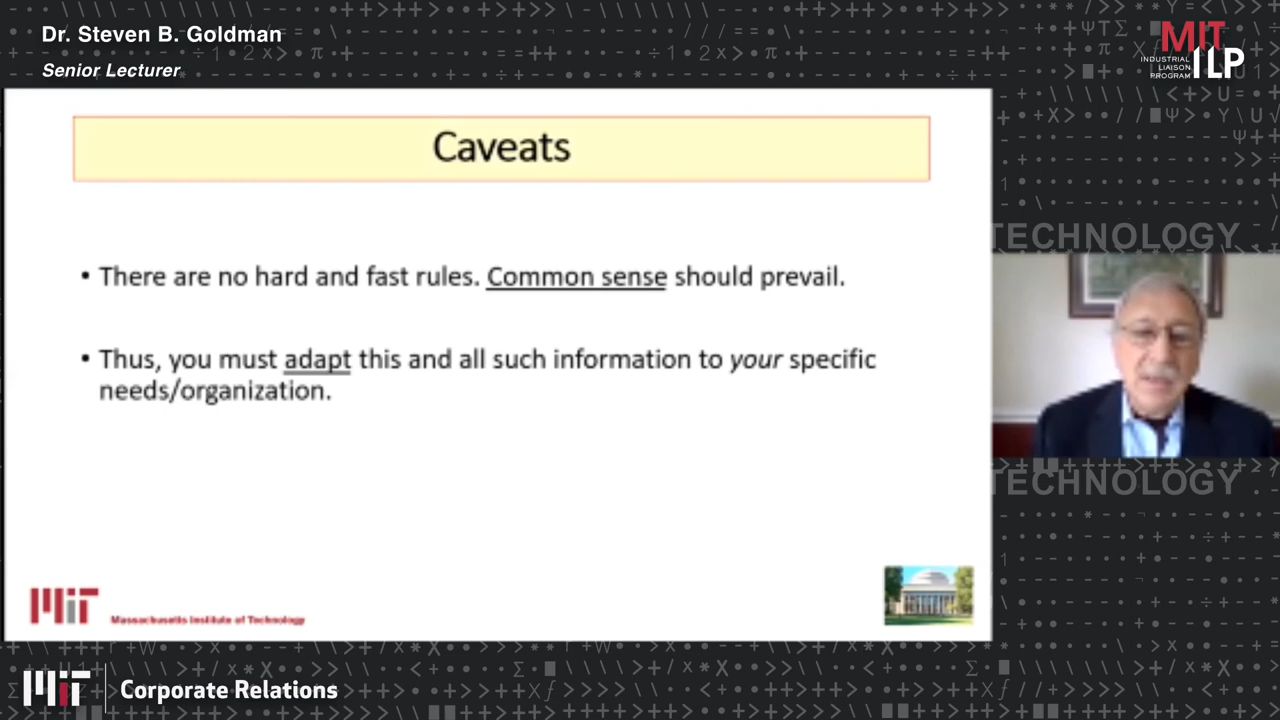 Dr. Steven B. Goldman
Senior Lecturer
MIT
ILP
INDUSTRIAL
LIAISON
PROGRAM
Caveats
• There are no hard and fast rules. Common sense should prevail.
• Thus, you must adapt this and all such information to your specific
needs/organization.
TECHNOLOGY
TECHNOLOGY
MIT
Massachusetts Institute of Technology
MIT
Corporate Relations